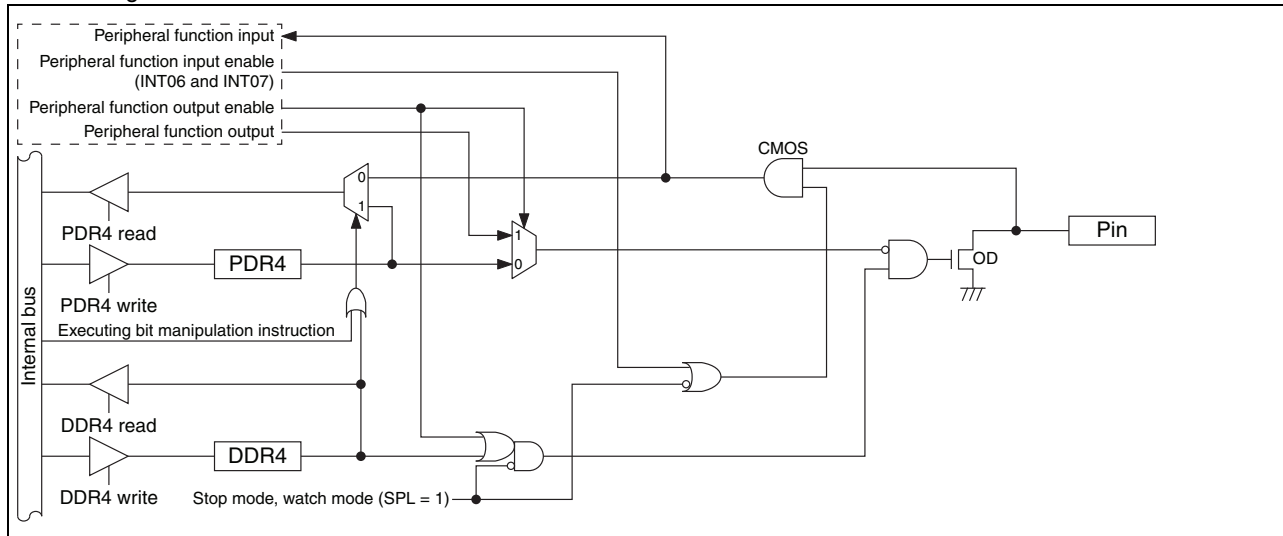 Peripheral function input
Peripheral function input enable
(INT06 and INT07)
Peripheral function output enable
Peripheral function output
CMOS
0
1
PDR4 read
1
Pin
PDR4
0
OD
PDR4 write
Executing bit manipulation instruction
Internal bus
DDR4 read
DDR4
DDR4 write
Stop mode, watch mode (SPL = 1)